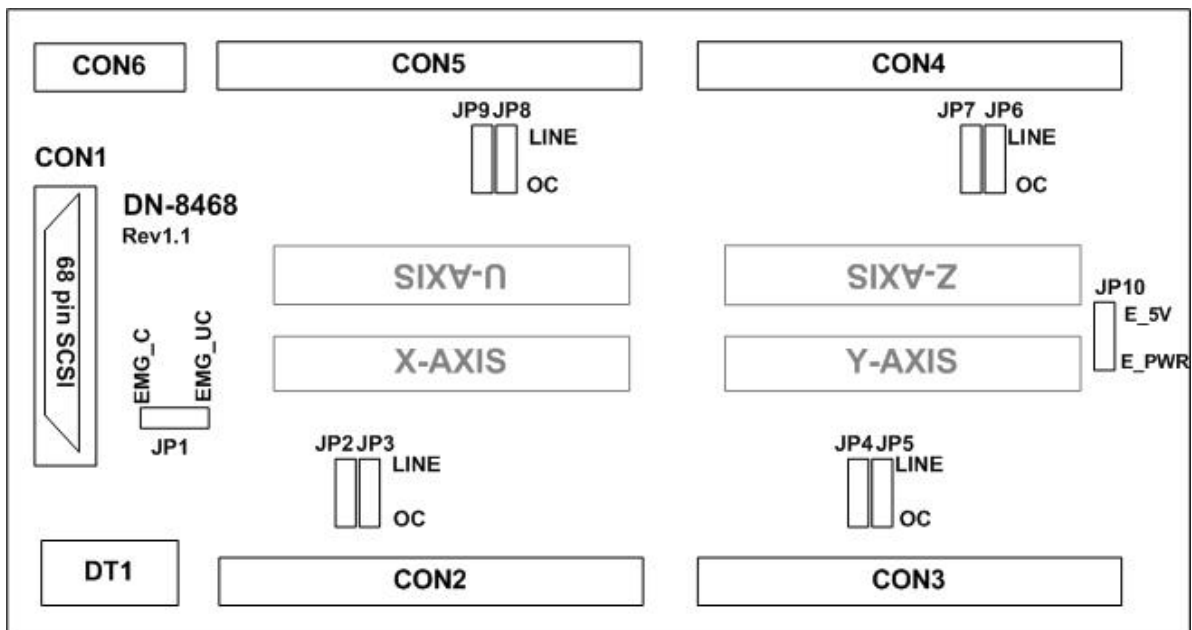 CON6
CON5
CON4
JP9 JP8
LINE
OC
JP7 JP6
LINE
OC
CON1
68 pin SCSI
DN-8468
Rev1.1
U-AXIS
Z-AXIS
JP10
E_5V
E_PWR
X-AXIS
Y-AXIS
EMG_C
EMG_UC
JP1
JP2 JP3
LINE
OC
JP4 JP5
LINE
OC
DT1
CON2
CON3